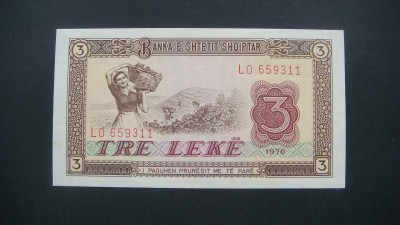 3 BANKA E SHTETIT SHQIPTAR 3
LO 659311
3
LO 659311
TRE LEKË
1976
3 I PAGUHEN PRURËSIT ME TË PARË 3